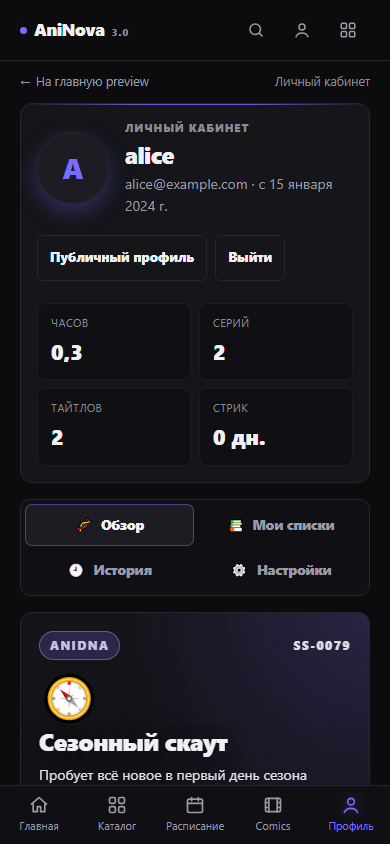 AniNova 3.0
← На главную preview Личный кабинет
ЛИЧНЫЙ КАБИНЕТ
A
alice
alice@example.com · с 15 января
2024 г.
Публичный профиль Выйти
ЧАСОВ СЕРИЙ
0,3 2
ТАЙТЛОВ СТРИК
2 0 дн.
Обзор Мои списки
История Настройки
ANIDNA SS-0079
Сезонный скаут
Пробует всё новое в первый день сезона
Главная Каталог Расписание Comics Профиль